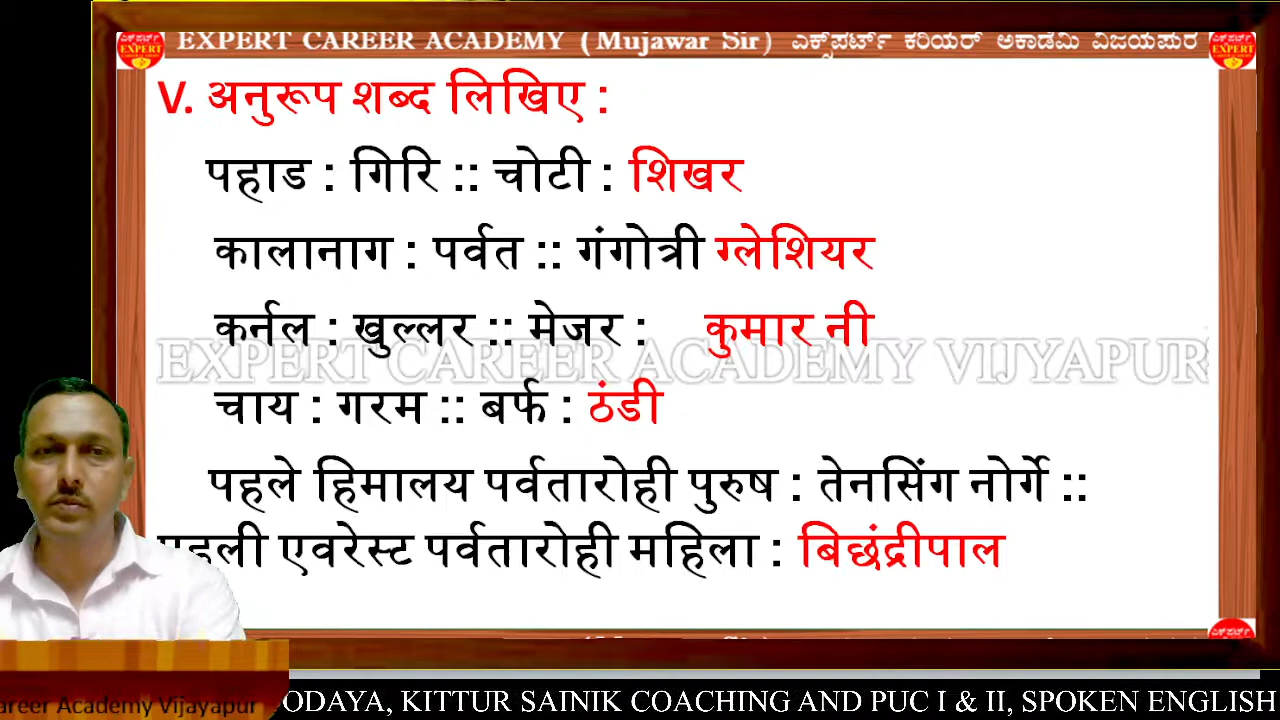 EXPERT CAREER ACADEMY (Mujawar Sir) ಎಕ್ಸ್‌ಪರ್ಟ್ ಕರಿಯರ್ ಅಕಾಡೆಮಿ ವಿಜಯಪುರ
V. अनुरूप शब्द लिखिए :
पहाड : गिरि :: चोटी : शिखर
कालानाग : पर्वत :: गंगोत्री ग्लेशियर
कर्नल : खुल्लर :: मेजर : कुमार नी
EXPERT CAREER ACADEMY VIJYAPUR
चाय : गरम :: बर्फ : ठंडी
पहले हिमालय पर्वतारोही पुरुष : तेनसिंग नोर्गे ::
एवरेस्ट पर्वतारोही महिला : बिछंद्रीपाल
Career Academy Vijayapur
ODAYA, KITTUR SAINIK COACHING AND PUC I & II, SPOKEN ENGLISH